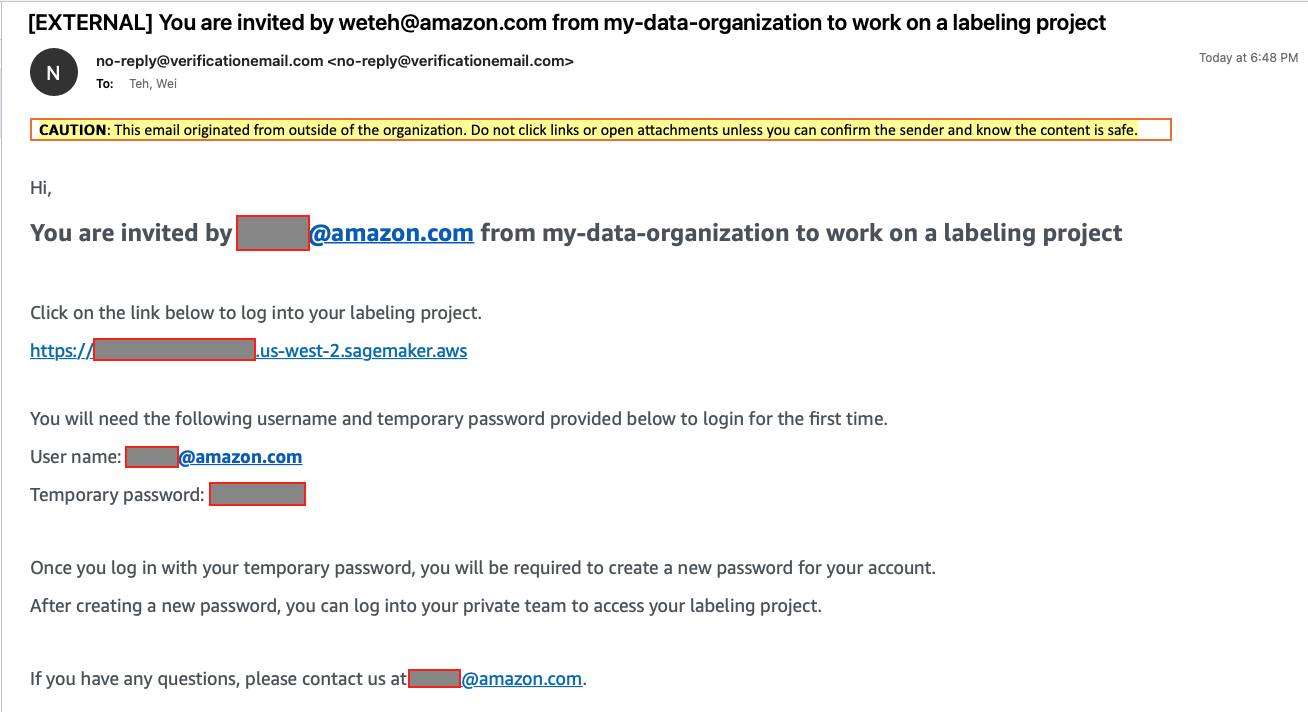 [EXTERNAL] You are invited by weteh@amazon.com from my-data-organization to work on a labeling project
N
no-reply@verificationemail.com <no-reply@verificationemail.com>
Today at 6:48 PM
To: Teh, Wei
CAUTION: This email originated from outside of the organization. Do not click links or open attachments unless you can confirm the sender and know the content is safe.
Hi,
You are invited by @amazon.com from my-data-organization to work on a labeling project
Click on the link below to log into your labeling project.
https://.us-west-2.sagemaker.aws
You will need the following username and temporary password provided below to login for the first time.
User name: @amazon.com
Temporary password:
Once you log in with your temporary password, you will be required to create a new password for your account.
After creating a new password, you can log into your private team to access your labeling project.
If you have any questions, please contact us at @amazon.com.